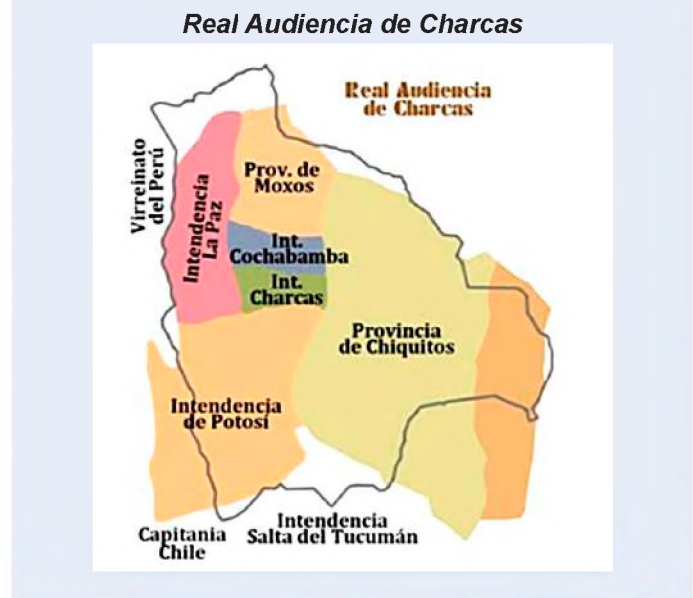 Real Audiencia de Charcas
Real Audiencia
de Charcas
Virreinato
del Perú
Prov. de
Moxos
Intendencia
La Paz
Int.
Cochabamba
Int.
Charcas
Provincia
de Chiquitos
Intendencia
de Potosí
Capitania
Chile
Intendencia
Salta del Tucumán